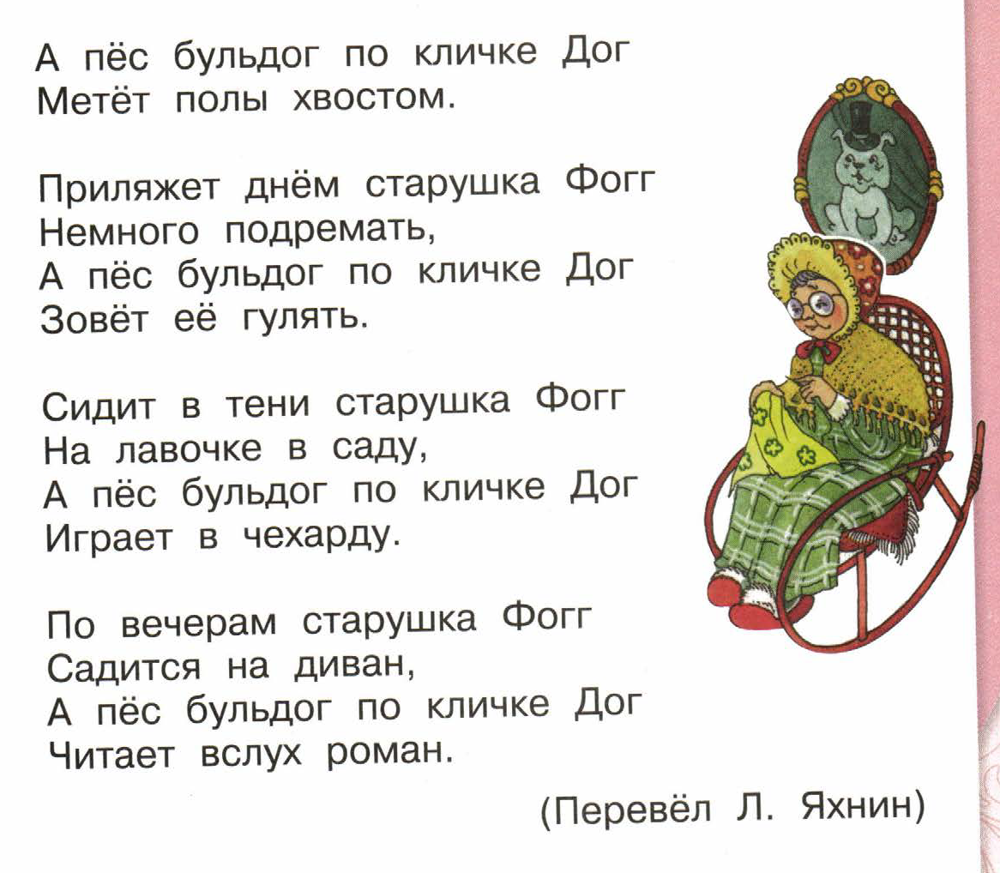 А пёс бульдог по кличке Дог
Метёт полы хвостом.
Приляжет днём старушка Фогг
Немного подремать,
А пёс бульдог по кличке Дог
Зовёт её гулять.
Сидит в тени старушка Фогг
На лавочке в саду,
А пёс бульдог по кличке Дог
Играет в чехарду.
По вечерам старушка Фогг
Садится на диван,
А пёс бульдог по кличке Дог
Читает вслух роман.
(Перевёл Л. Яхнин)